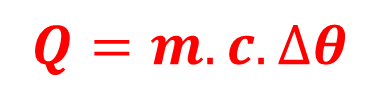 Q = m. c. Δθ